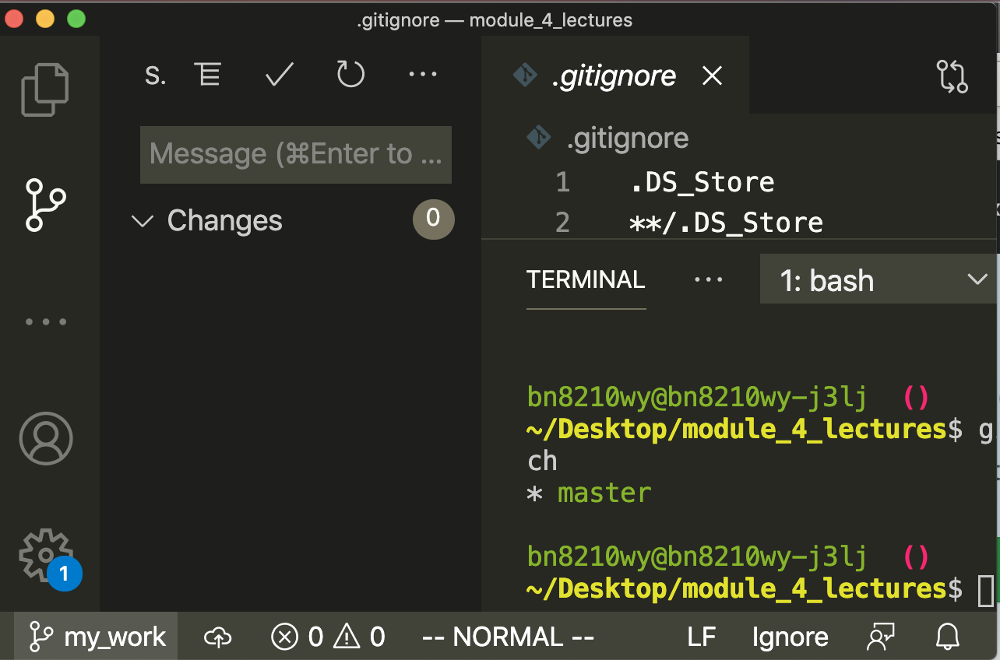 .gitignore — module_4_lectures
S.
.gitignore
Message (⌘Enter to ...
Changes 0
.gitignore
1 .DS_Store
2 **/.DS_Store
TERMINAL
1: bash
bn8210wy@bn8210wy-j3lj ()
~/Desktop/module_4_lectures$ g
ch
* master
bn8210wy@bn8210wy-j3lj ()
~/Desktop/module_4_lectures$
1
my_work 0 0 -- NORMAL -- LF Ignore